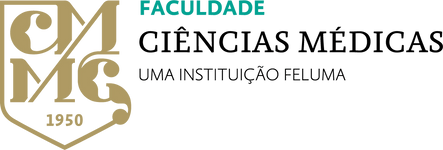 CM
MG
1950
FACULDADE
CIÊNCIAS MÉDICAS
UMA INSTITUIÇÃO FELUMA